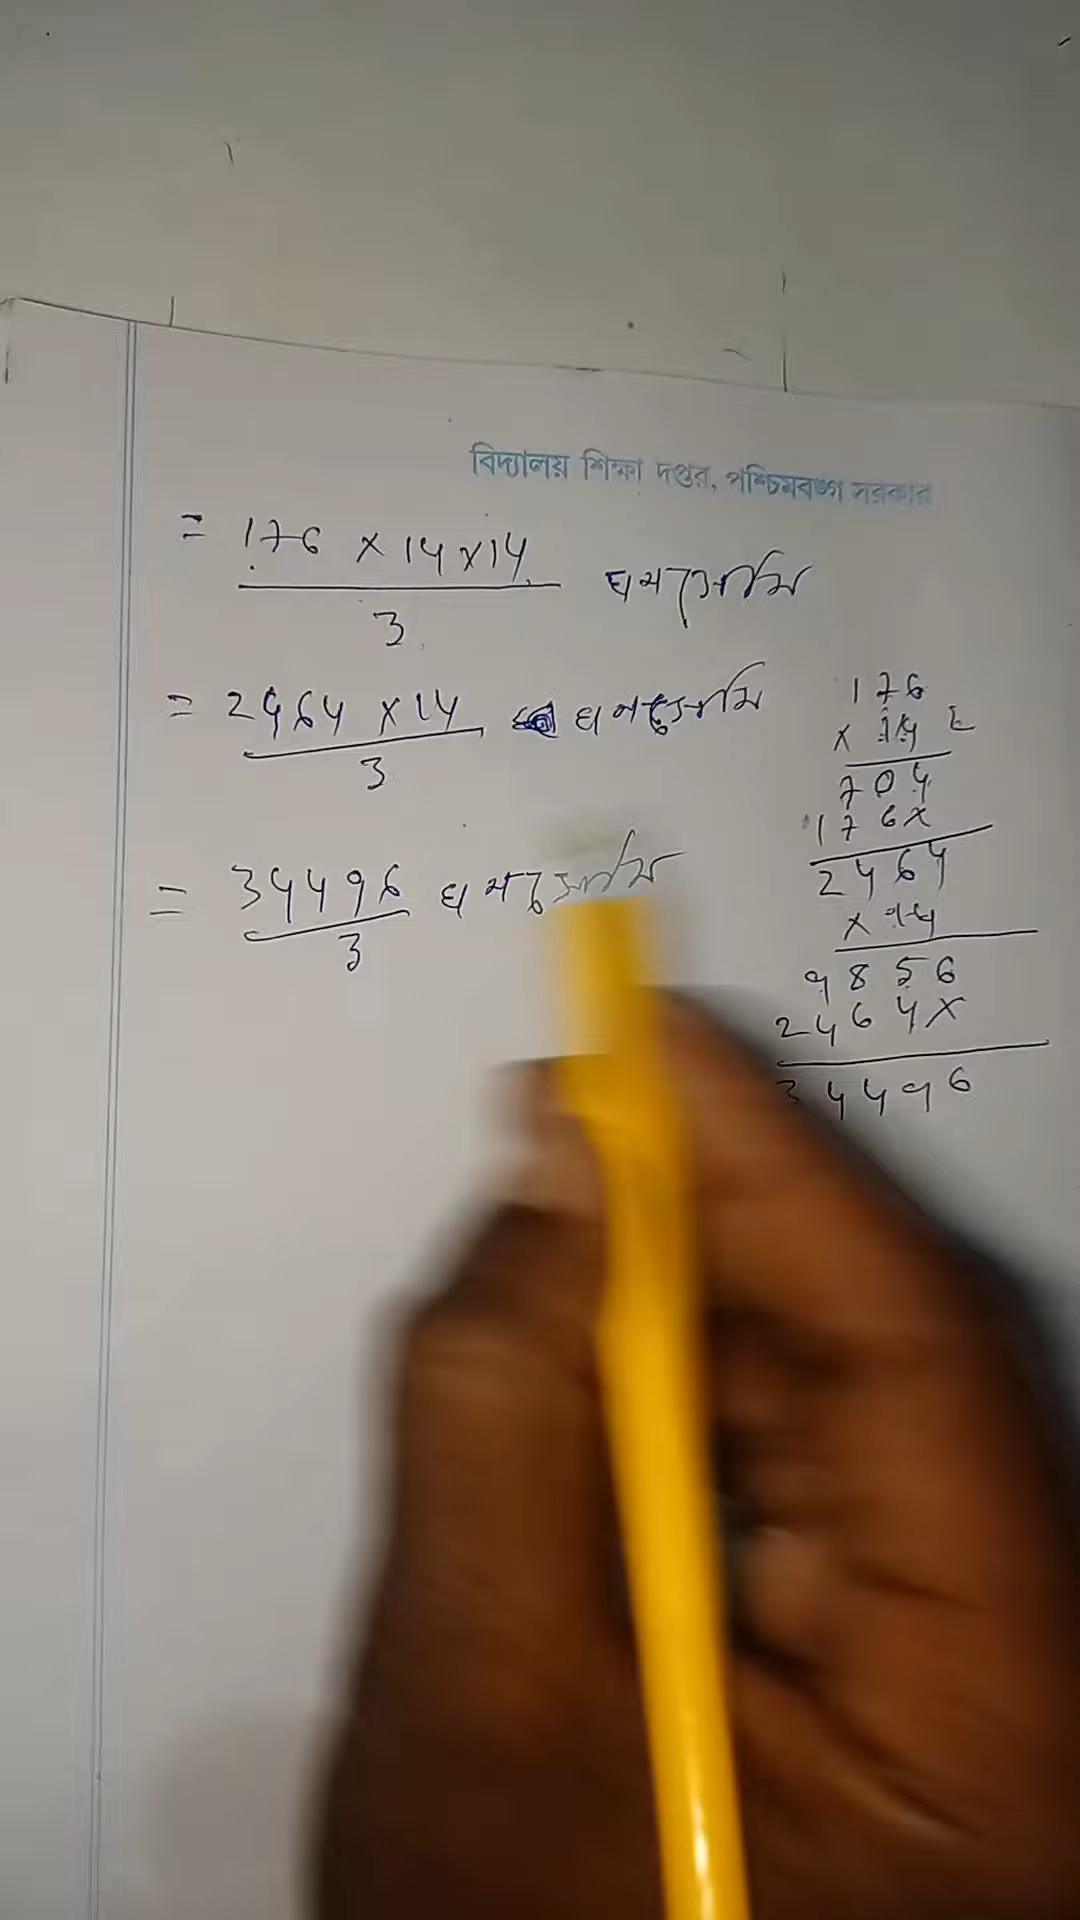 বিদ্যালয় শিক্ষা দপ্তর, পশ্চিমবঙ্গ সরকার
= 176 × 14 × 14
3
ঘনসেমি
= 2464 × 14
3
ঘনসেমি
= 34496
3
ঘনসেমি
176
× 14
704
176×
2464
× 14
9856
2464×
34496